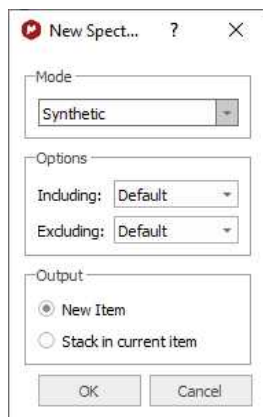 New Spect... ?
Mode
Synthetic
Options
Including: Default
Excluding: Default
Output
New Item
Stack in current item
OK Cancel